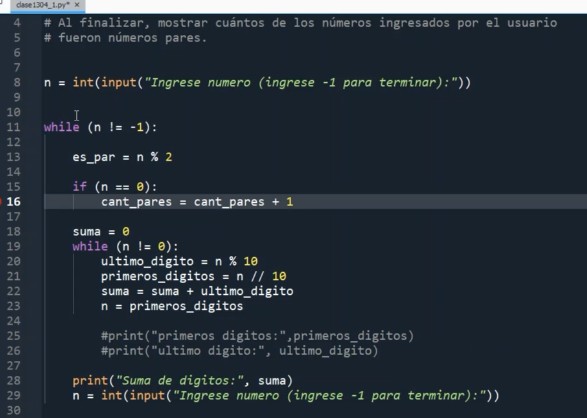 clase1304_1.py* ×
4 # Al finalizar, mostrar cuántos de los números ingresados por el usuario
5 # fueron números pares.
6
7
8 n = int(input("Ingrese numero (ingrese -1 para terminar):"))
9
10
11 while (n != -1):
12
13     es_par = n % 2
14
15     if (n == 0):
16         cant_pares = cant_pares + 1
17
18     suma = 0
19     while (n != 0):
20         ultimo_digito = n % 10
21         primeros_digitos = n // 10
22         suma = suma + ultimo_digito
23         n = primeros_digitos
24
25         #print("primeros digitos:",primeros_digitos)
26         #print("ultimo digito:", ultimo_digito)
27
28     print("Suma de digitos:", suma)
29     n = int(input("Ingrese numero (ingrese -1 para terminar):"))
30